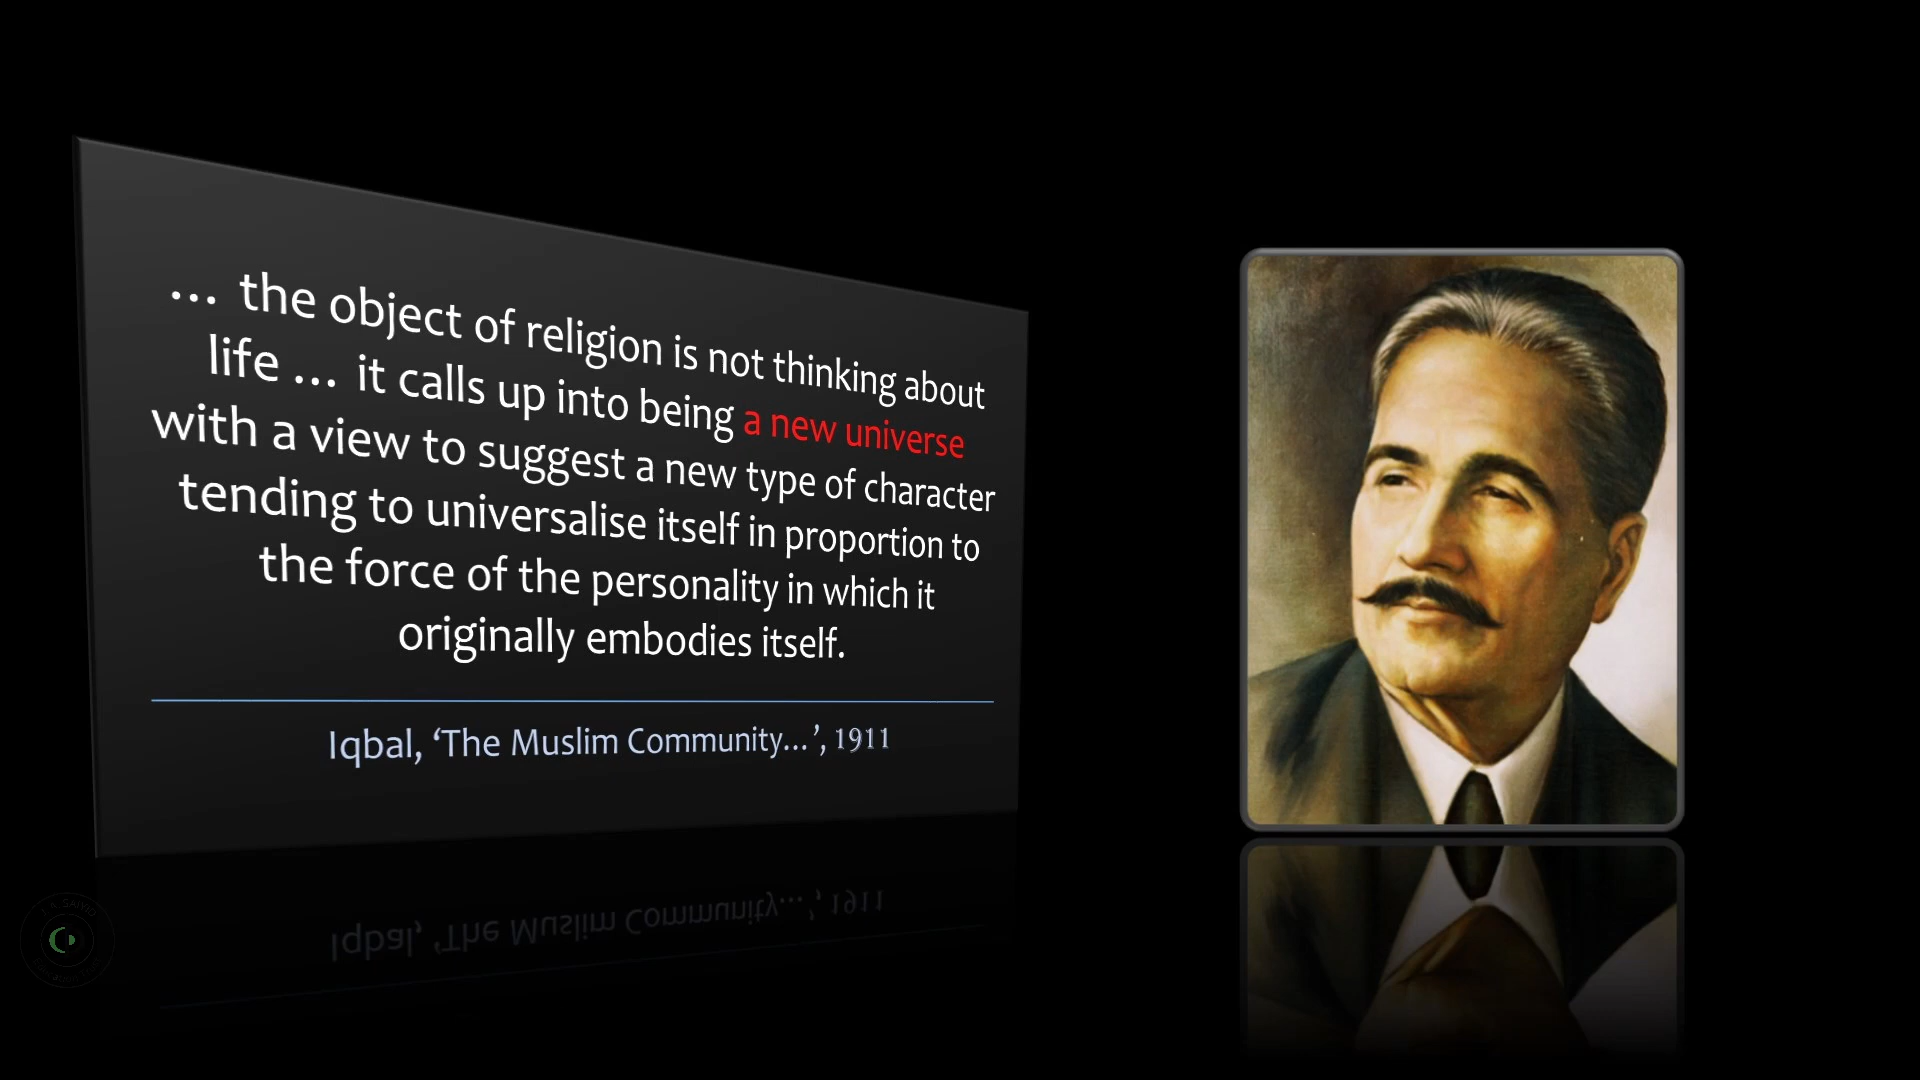 … the object of religion is not thinking about
life … it calls up into being a new universe
with a view to suggest a new type of character
tending to universalise itself in proportion to
the force of the personality in which it
originally embodies itself.
Iqbal, ‘The Muslim Community…’, 1911